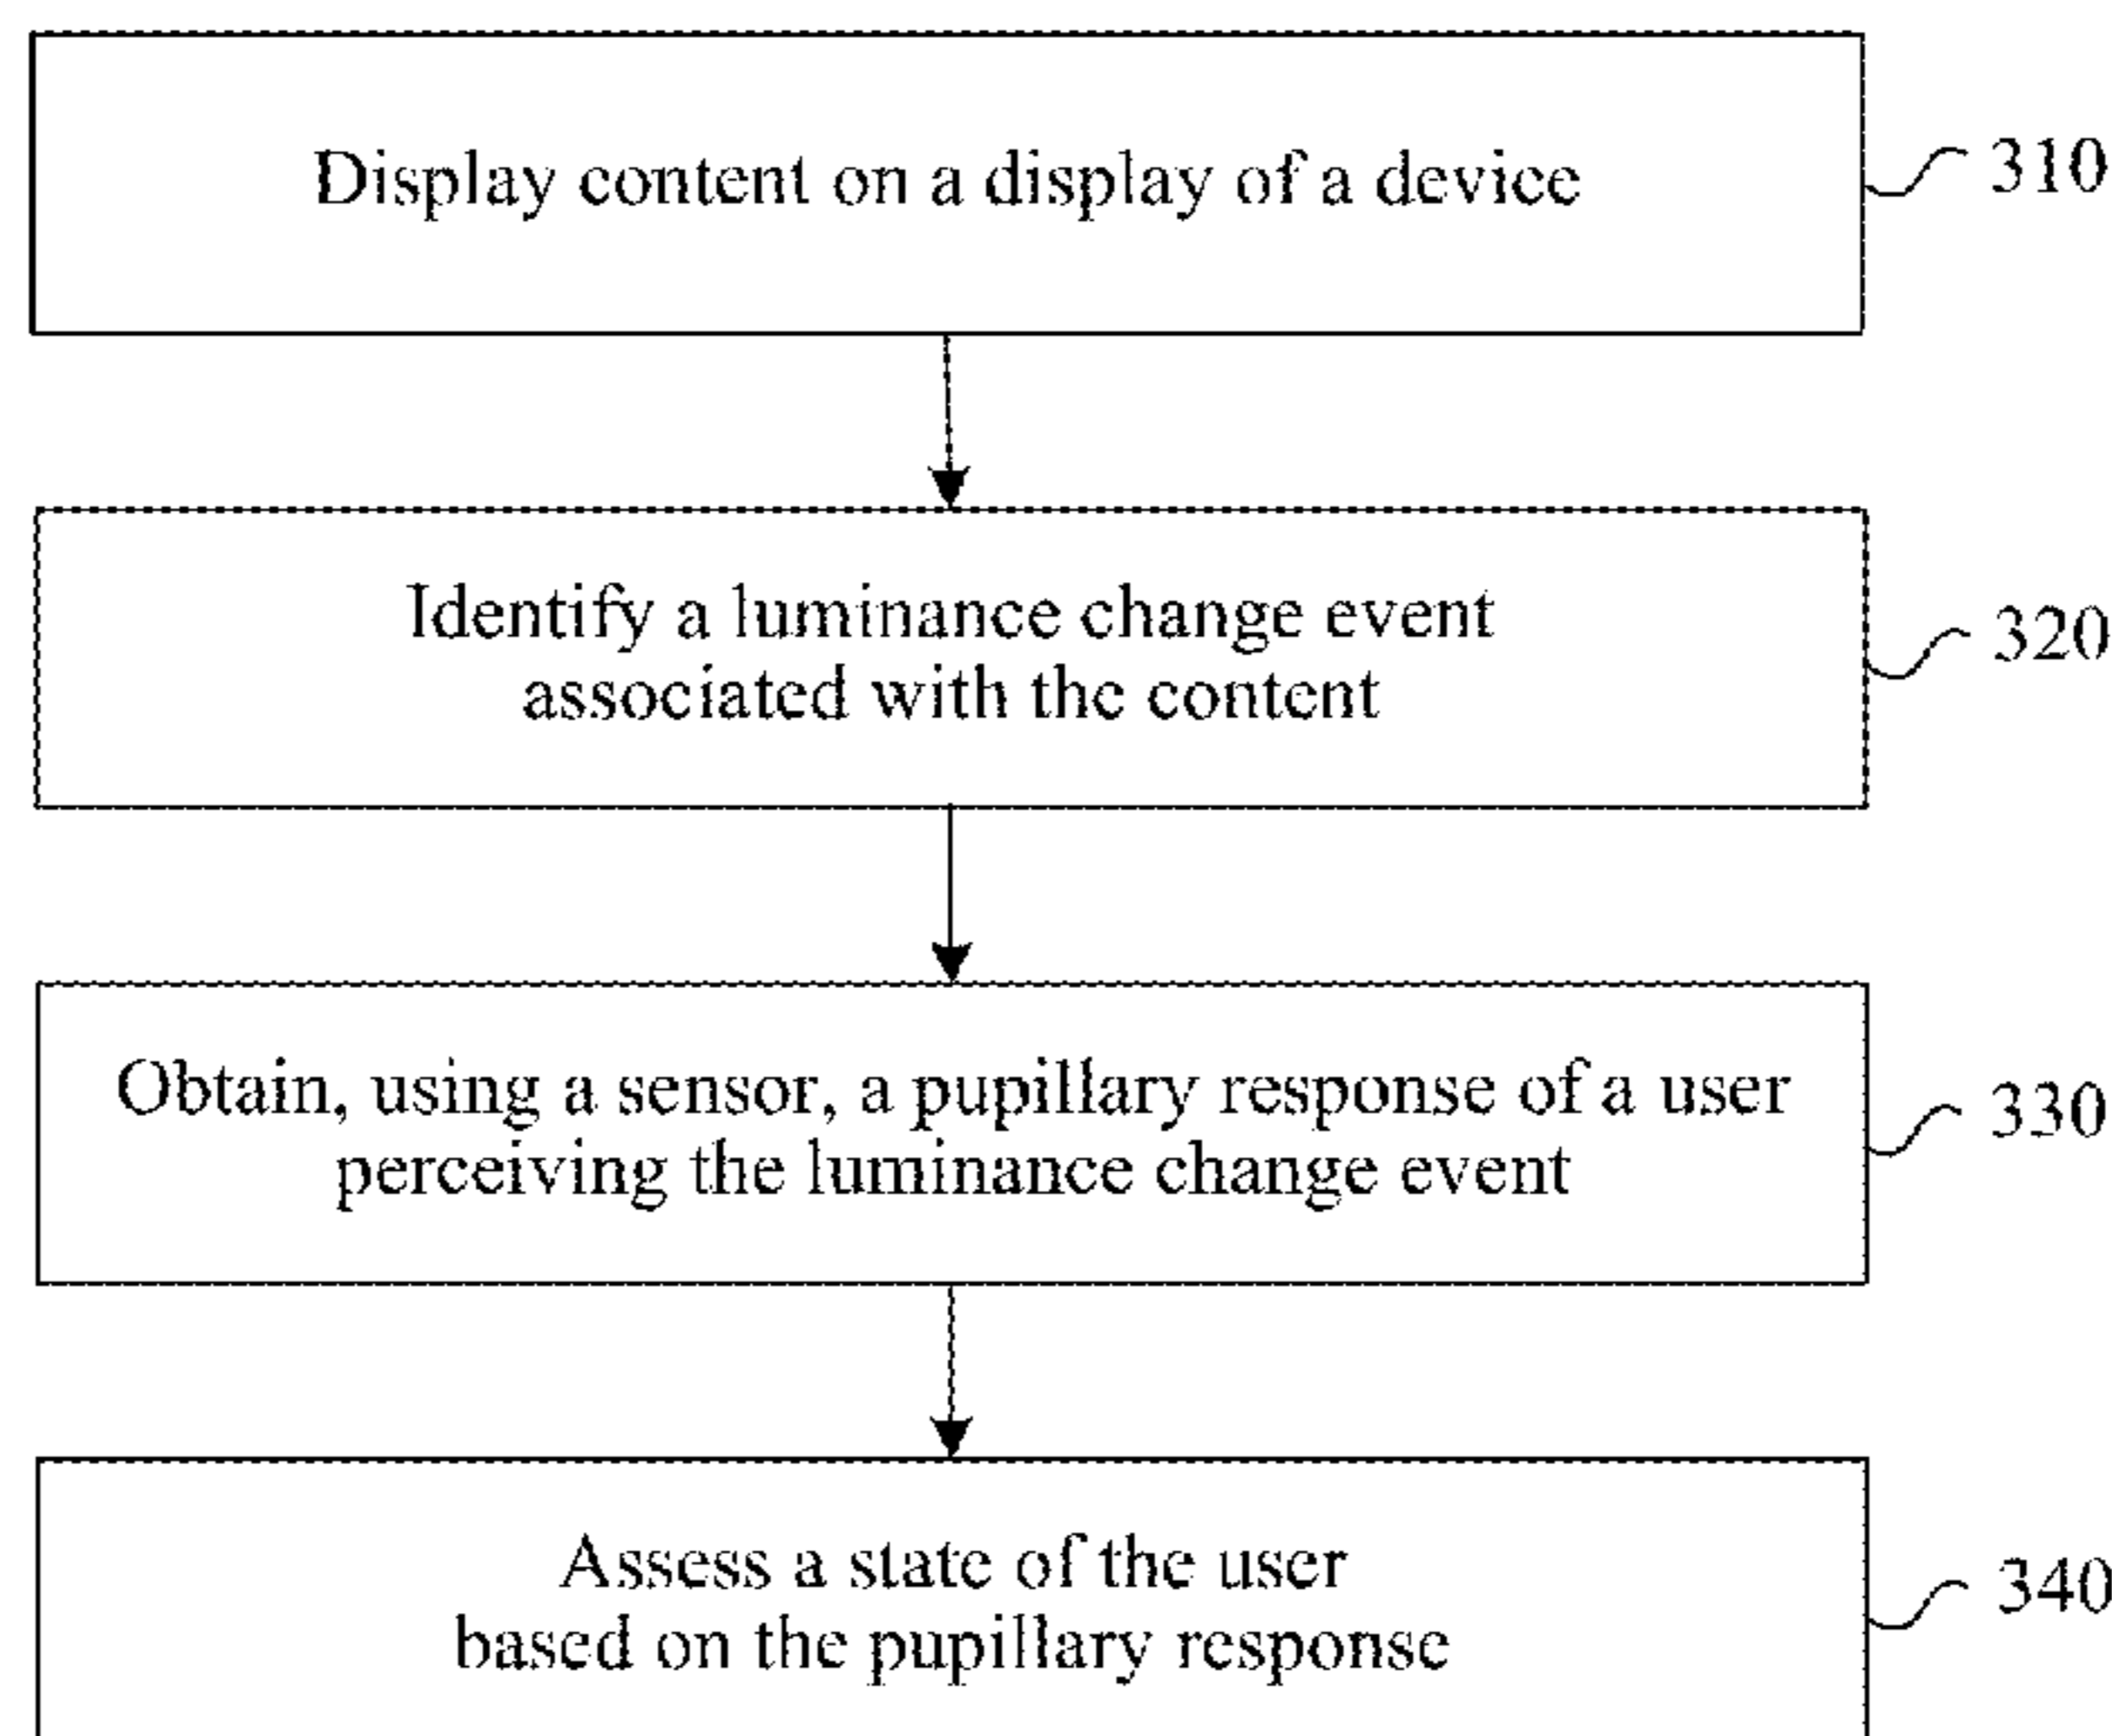 Display content on a display of a device
310
Identify a luminance change event
associated with the content
320
Obtain, using a sensor, a pupillary response of a user
perceiving the luminance change event
330
Assess a state of the user
based on the pupillary response
340